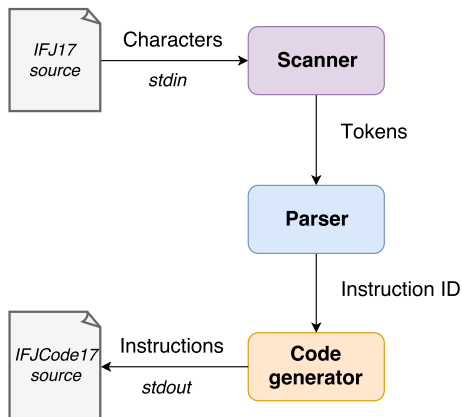 IFJ17
source
Characters
stdin
Scanner
Tokens
Parser
Instruction ID
IFJCode17
source
Instructions
stdout
Code
generator